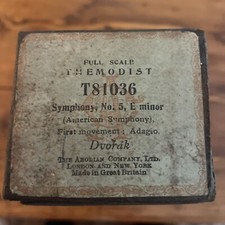 FULL SCALE
THEMODIST
T81036
Symphony, No. 5, E minor
(American Symphony).
First movement : Adagio.
Dvořák
THE AEOLIAN COMPANY, LTD.
LONDON AND NEW YORK
Made in Great Britain